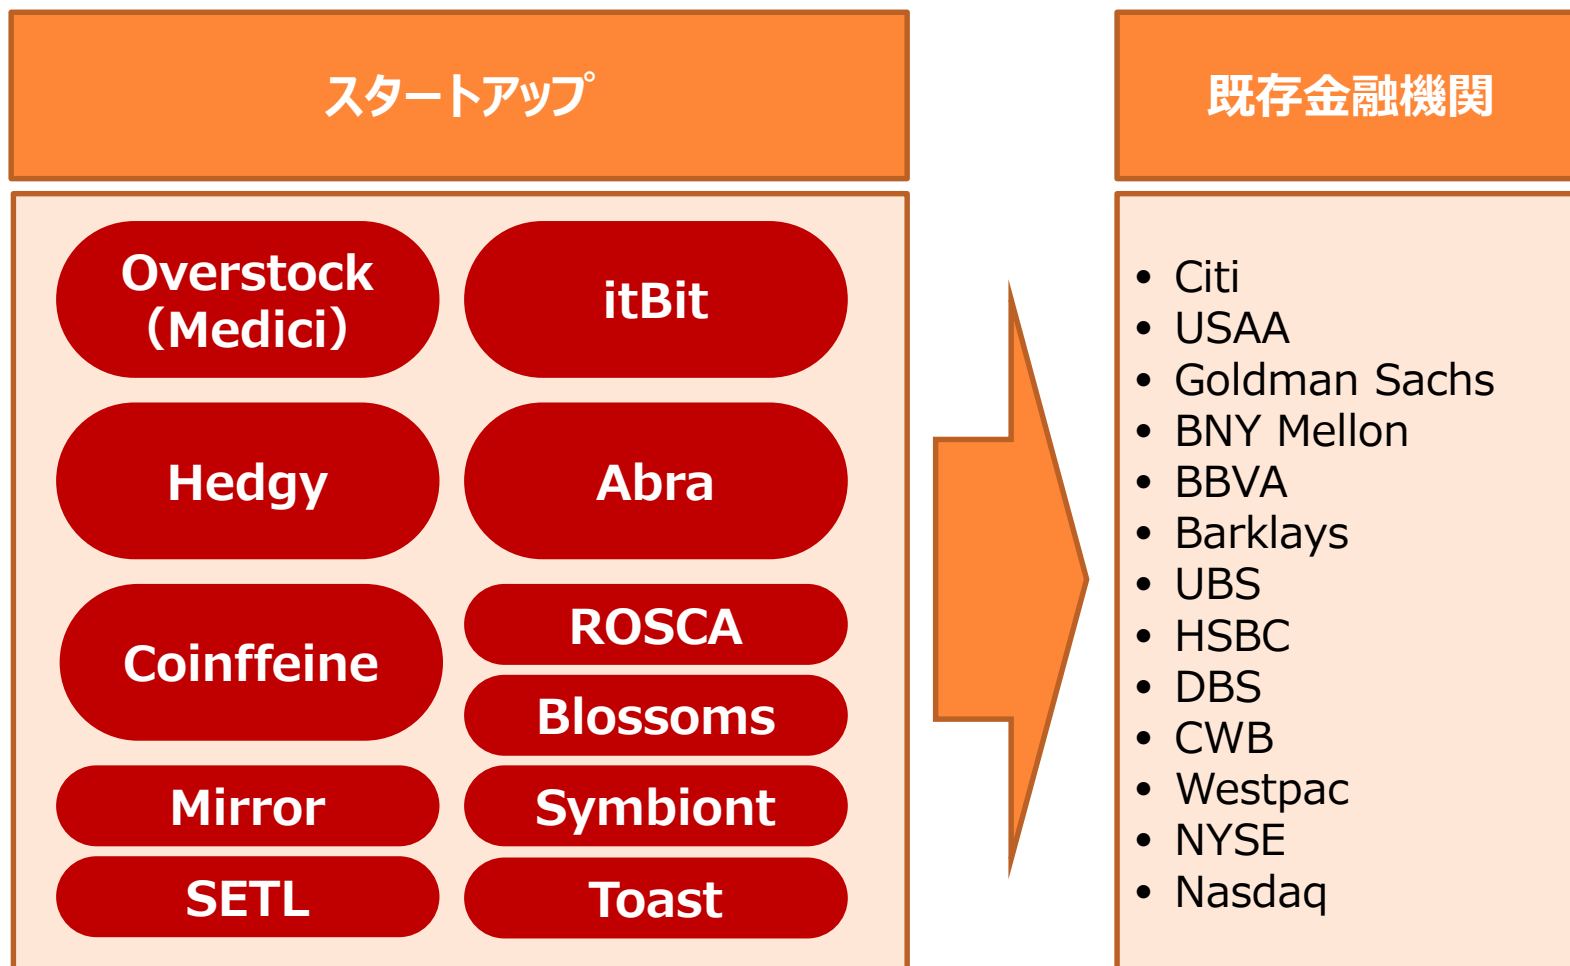 スタートアップ
既存金融機関
Overstock
（Medici）
itBit
Hedgy
Abra
Coinffeine
ROSCA
Blossoms
Mirror
Symbiont
SETL
Toast
• Citi
• USAA
• Goldman Sachs
• BNY Mellon
• BBVA
• Barklays
• UBS
• HSBC
• DBS
• CWB
• Westpac
• NYSE
• Nasdaq